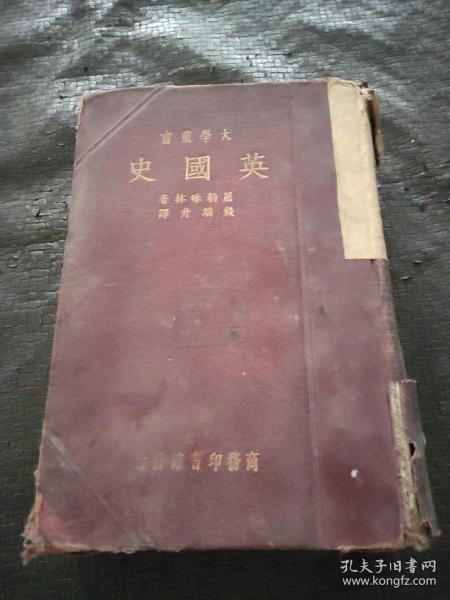 大學叢書
英國史
屈勒味林著
錢端升譯
商務印書館發行
孔夫子旧书网
www.kongfz.com